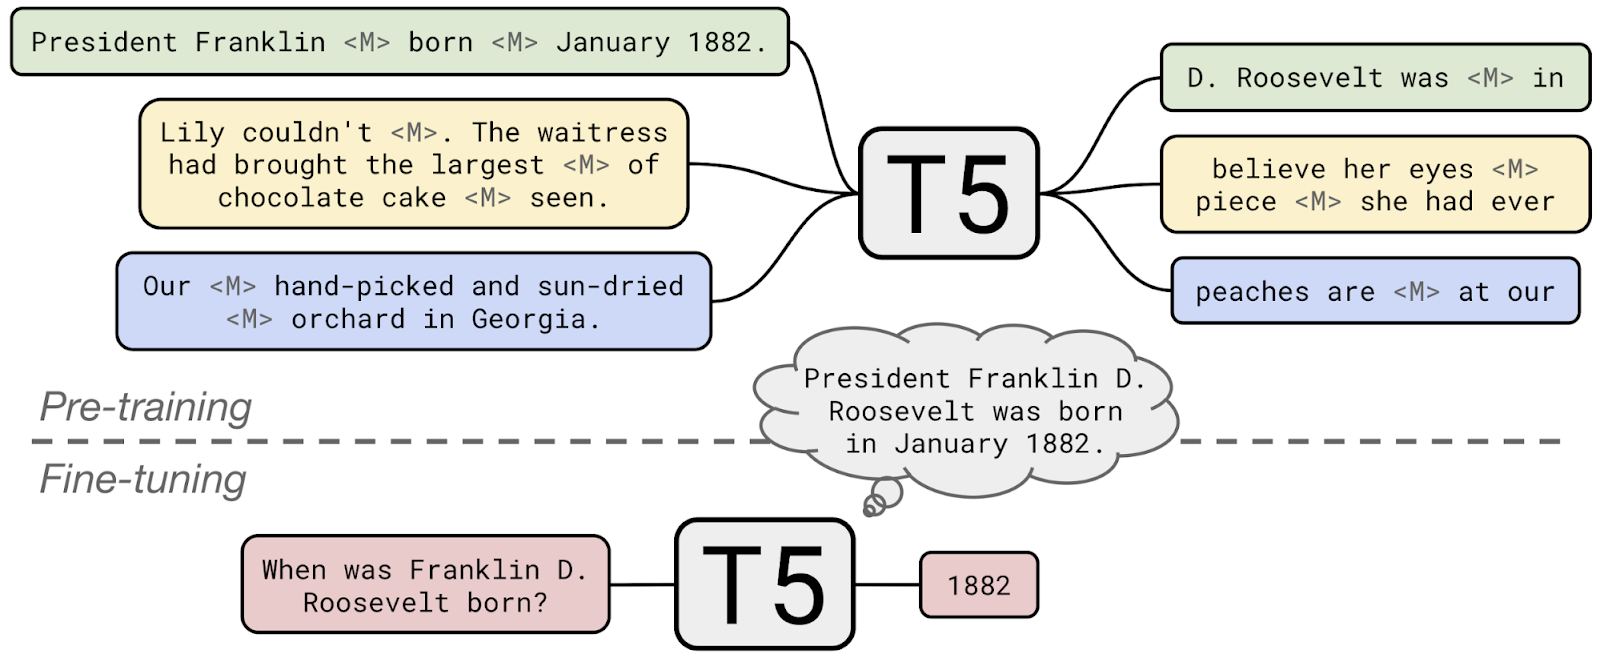 President Franklin <M> born <M> January 1882.
Lily couldn't <M>. The waitress
had brought the largest <M> of
chocolate cake <M> seen.
Our <M> hand-picked and sun-dried
<M> orchard in Georgia.
T5
D. Roosevelt was <M> in
believe her eyes <M>
piece <M> she had ever
peaches are <M> at our
Pre-training
President Franklin D.
Roosevelt was born
in January 1882.
Fine-tuning
When was Franklin D.
Roosevelt born?
T5
1882